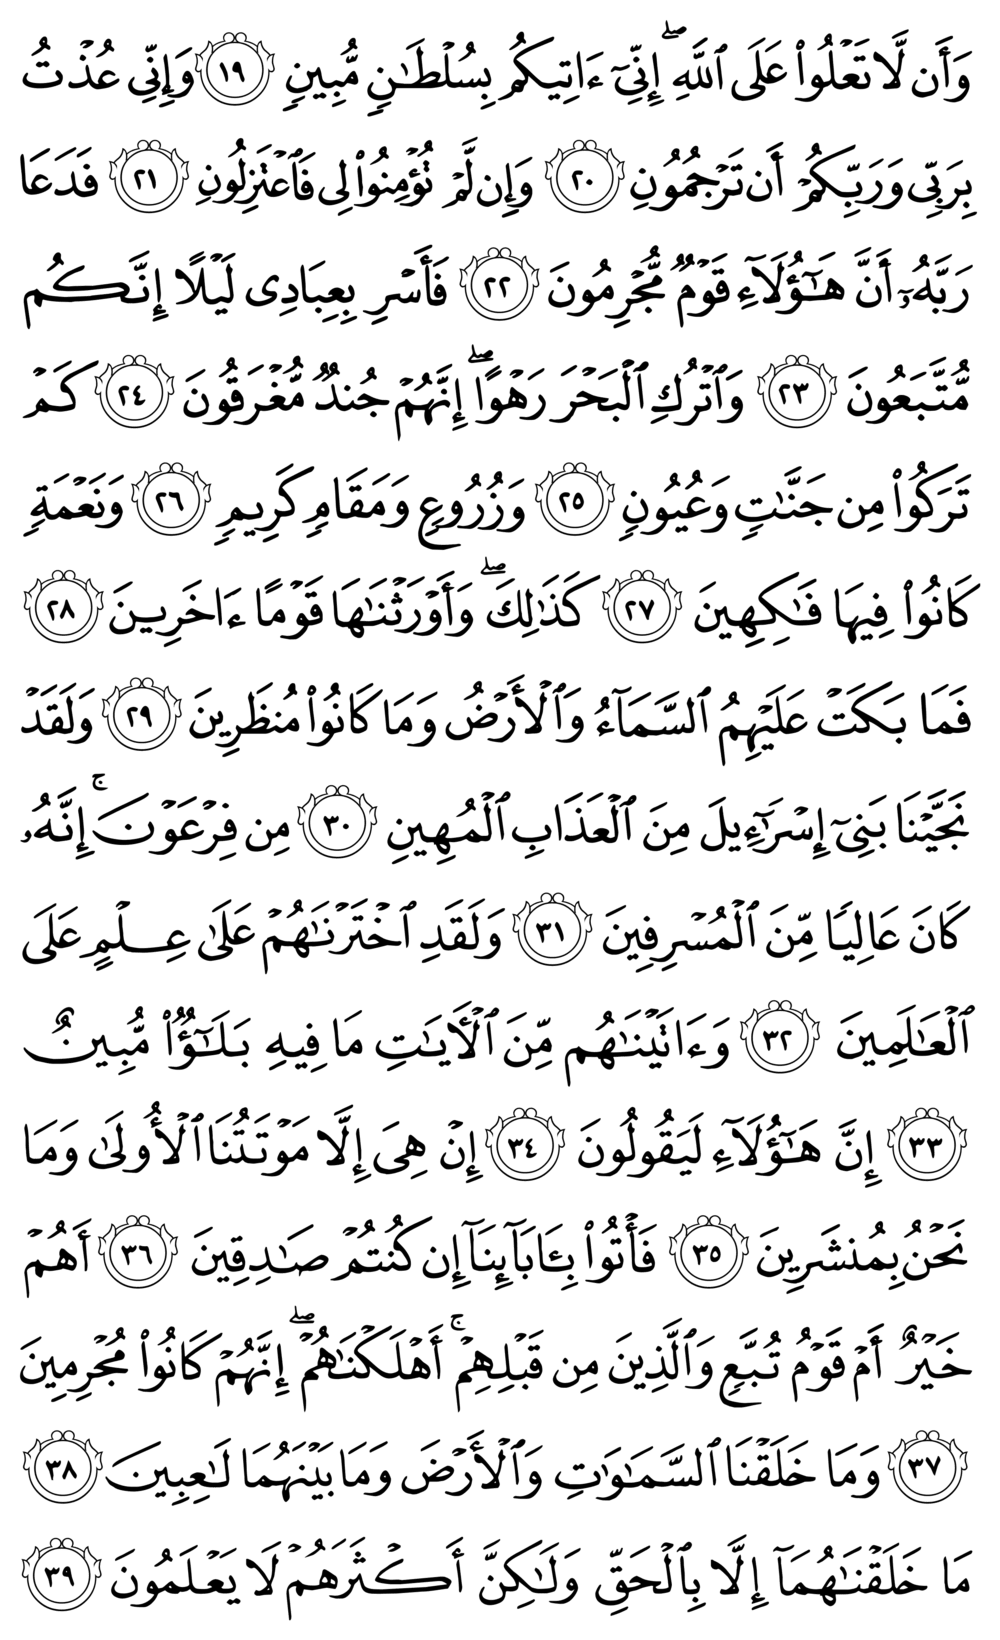 وَأَن لَّا تَعْلُوا۟ عَلَى ٱللَّهِ ۖ إِنِّىٓ ءَاتِيكُم بِسُلْطَـٰنٍ مُّبِينٍ ١٩ وَإِنِّى عُذْتُ
بِرَبِّى وَرَبِّكُمْ أَن تَرْجُمُونِ ٢٠ وَإِن لَّمْ تُؤْمِنُوا۟ لِى فَٱعْتَزِلُونِ ٢١ فَدَعَا
رَبَّهُۥٓ أَنَّ هَـٰٓؤُلَآءِ قَوْمٌ مُّجْرِمُونَ ٢٢ فَأَسْرِ بِعِبَادِى لَيْلًا إِنَّكُم
مُّتَّبَعُونَ ٢٣ وَٱتْرُكِ ٱلْبَحْرَ رَهْوًا ۖ إِنَّهُمْ جُندٌ مُّغْرَقُونَ ٢٤ كَمْ
تَرَكُوا۟ مِن جَنَّـٰتٍ وَعُيُونٍ ٢٥ وَزُرُوعٍ وَمَقَامٍ كَرِيمٍ ٢٦ وَنَعْمَةٍ
كَانُوا۟ فِيهَا فَـٰكِهِينَ ٢٧ كَذَٰلِكَ ۖ وَأَوْرَثْنَـٰهَا قَوْمًا ءَاخَرِينَ ٢٨
فَمَا بَكَتْ عَلَيْهِمُ ٱلسَّمَآءُ وَٱلْأَرْضُ وَمَا كَانُوا۟ مُنظَرِينَ ٢٩ وَلَقَدْ
نَجَّيْنَا بَنِىٓ إِسْرَٰٓءِيلَ مِنَ ٱلْعَذَابِ ٱلْمُهِينِ ٣٠ مِن فِرْعَوْنَ ۚ إِنَّهُۥ
كَانَ عَالِيًا مِّنَ ٱلْمُسْرِفِينَ ٣١ وَلَقَدِ ٱخْتَرْنَـٰهُمْ عَلَىٰ عِلْمٍ عَلَى
ٱلْعَـٰلَمِينَ ٣٢ وَءَاتَيْنَـٰهُم مِّنَ ٱلْـَٔايَـٰتِ مَا فِيهِ بَلَـٰٓؤٌا۟ مُّبِينٌ
٣٣ إِنَّ هَـٰٓؤُلَآءِ لَيَقُولُونَ ٣٤ إِنْ هِىَ إِلَّا مَوْتَتُنَا ٱلْأُولَىٰ وَمَا
نَحْنُ بِمُنشَرِينَ ٣٥ فَأْتُوا۟ بِـَٔابَآئِنَآ إِن كُنتُمْ صَـٰدِقِينَ ٣٦ أَهُمْ
خَيْرٌ أَمْ قَوْمُ تُبَّعٍ وَٱلَّذِينَ مِن قَبْلِهِمْ ۚ أَهْلَكْنَـٰهُمْ ۖ إِنَّهُمْ كَانُوا۟ مُجْرِمِينَ
٣٧ وَمَا خَلَقْنَا ٱلسَّمَـٰوَٰتِ وَٱلْأَرْضَ وَمَا بَيْنَهُمَا لَـٰعِبِينَ ٣٨
مَا خَلَقْنَـٰهُمَآ إِلَّا بِٱلْحَقِّ وَلَـٰكِنَّ أَكْثَرَهُمْ لَا يَعْلَمُونَ ٣٩